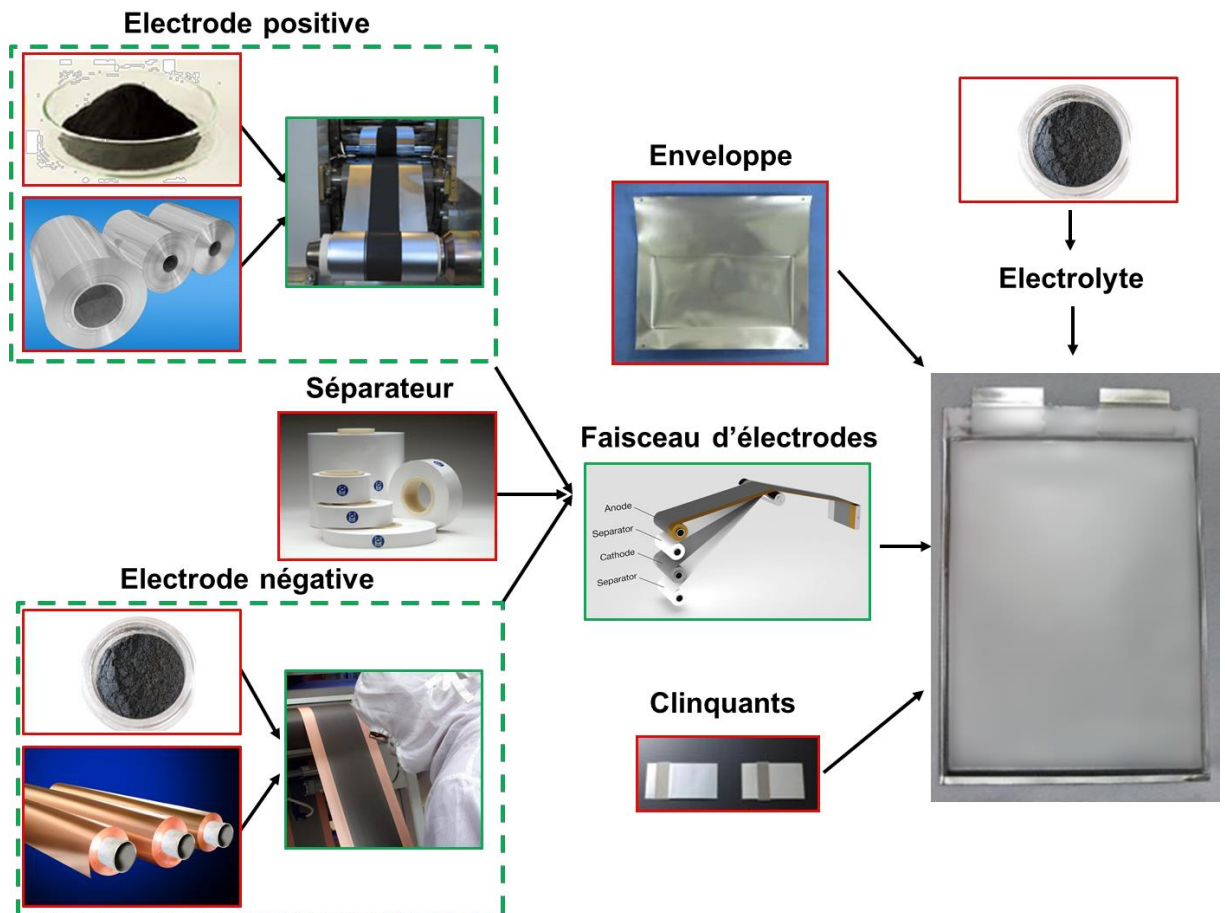 Electrode positive
Enveloppe
Electrolyte
Séparateur
Faisceau d'électrodes
Anode
Separator
Cathode
Separator
Electrode négative
Clinquants